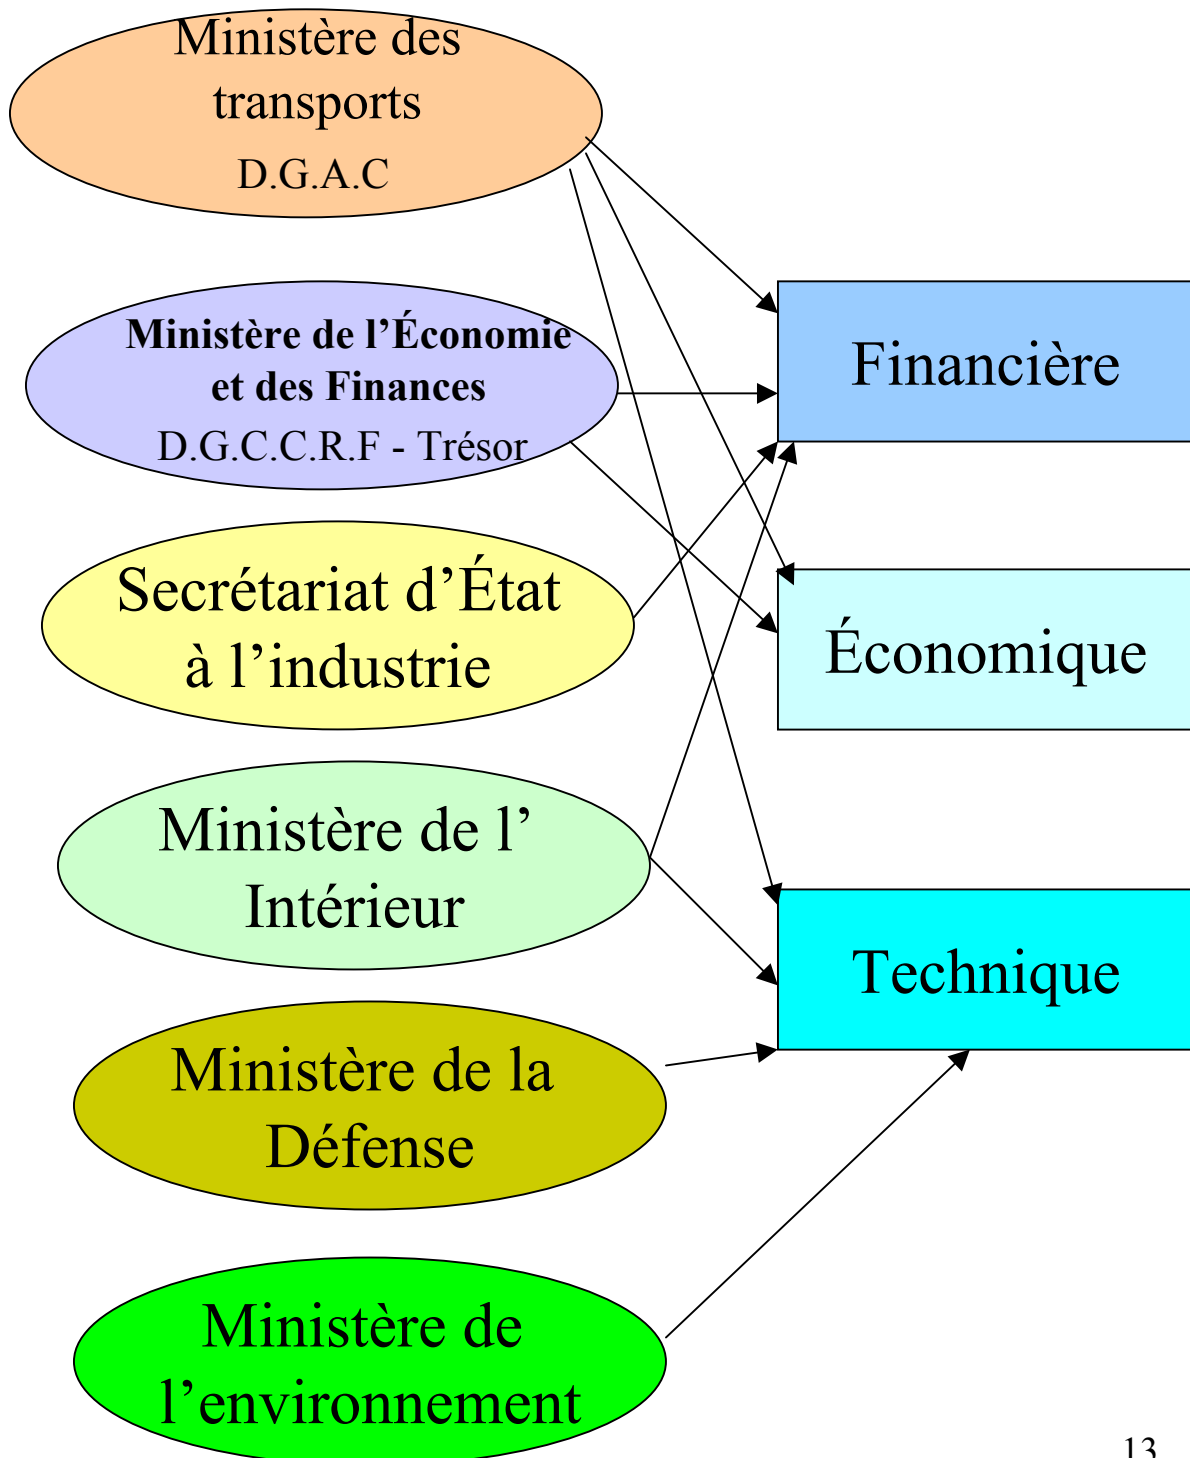 Ministère des
transports
D.G.A.C
Ministère de l’Économie
et des Finances
D.G.C.C.R.F - Trésor
Secrétariat d’État
à l’industrie
Ministère de l’
Intérieur
Ministère de la
Défense
Ministère de
l’environnement
Financière
Économique
Technique
13